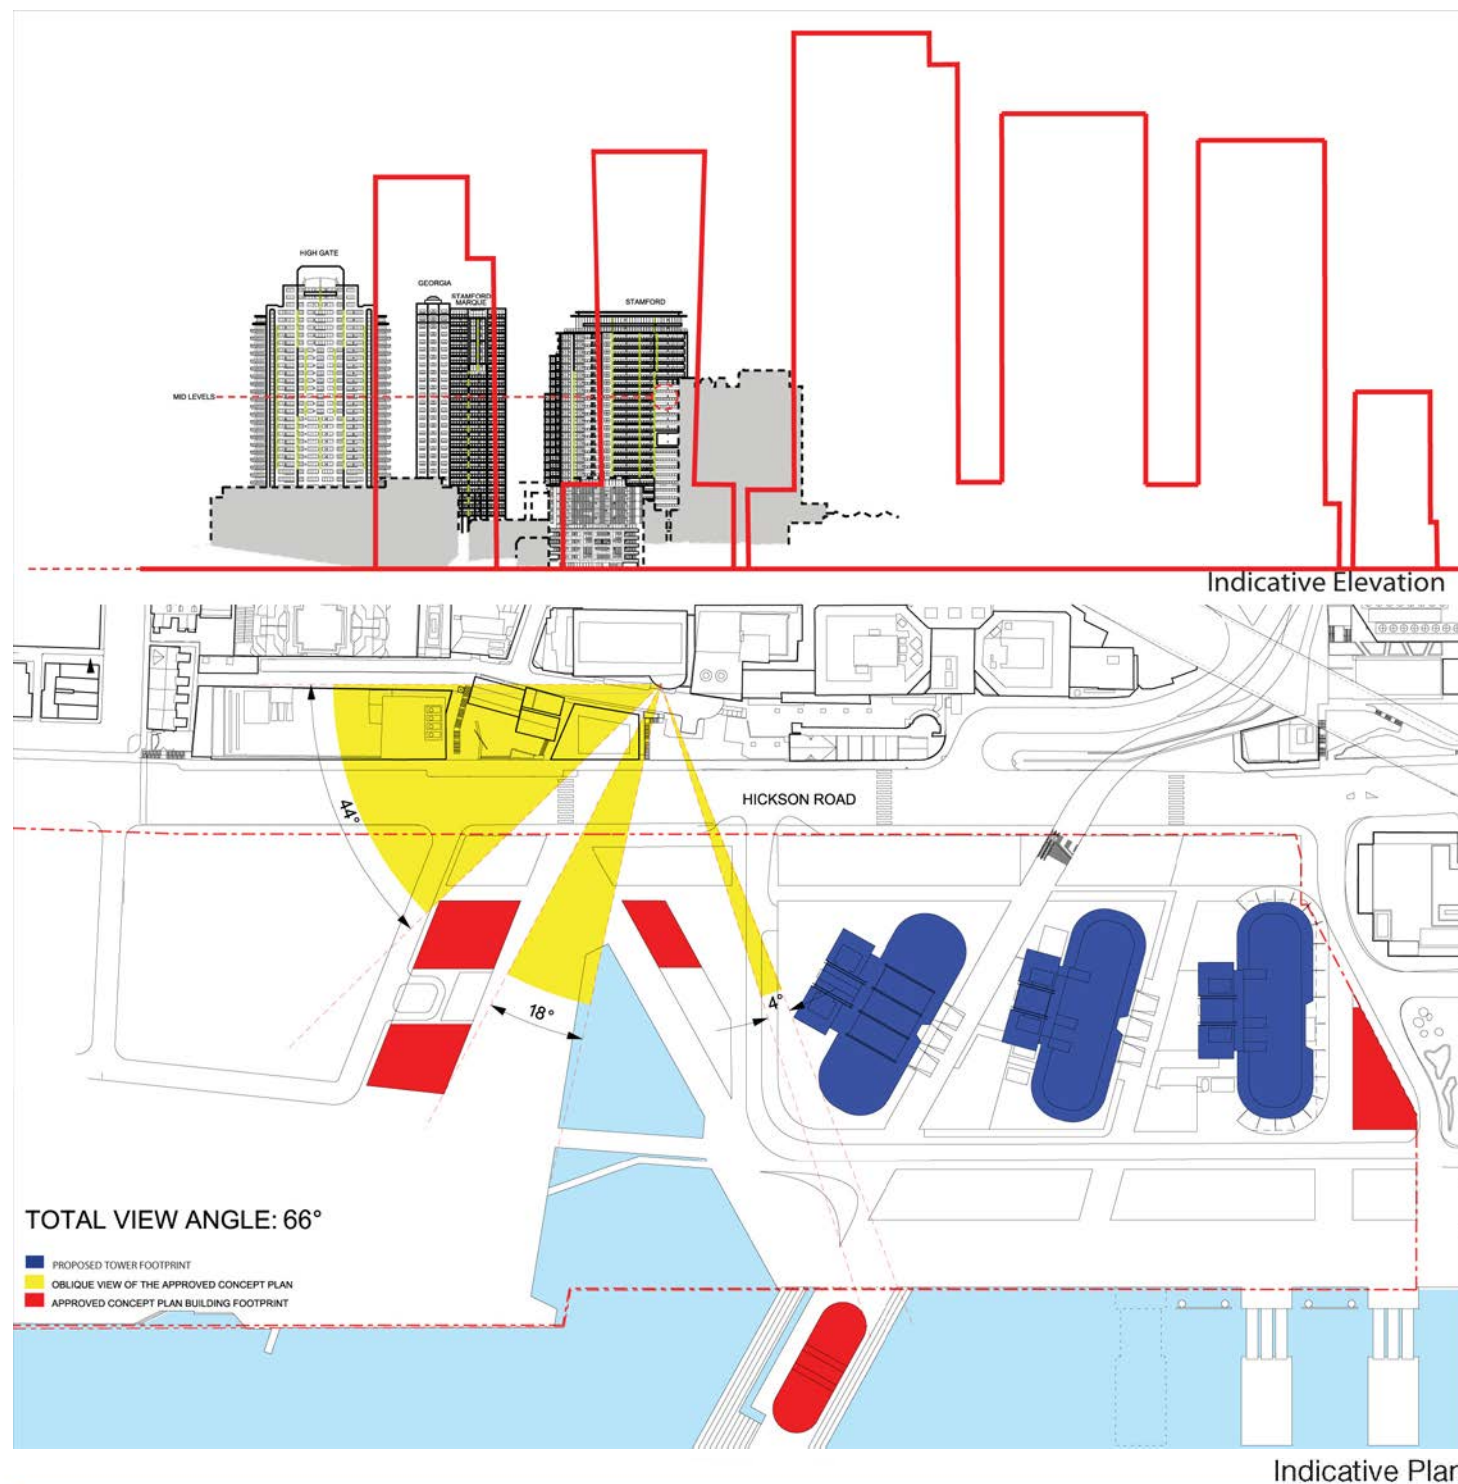 HIGH GATE
GEORGIA
STAMFORD
MARQUE
STAMFORD
MID LEVELS
Indicative Elevation
HICKSON ROAD
44°
18°
4°
TOTAL VIEW ANGLE: 66°
PROPOSED TOWER FOOTPRINT
OBLIQUE VIEW OF THE APPROVED CONCEPT PLAN
APPROVED CONCEPT PLAN BUILDING FOOTPRINT
Indicative Plan